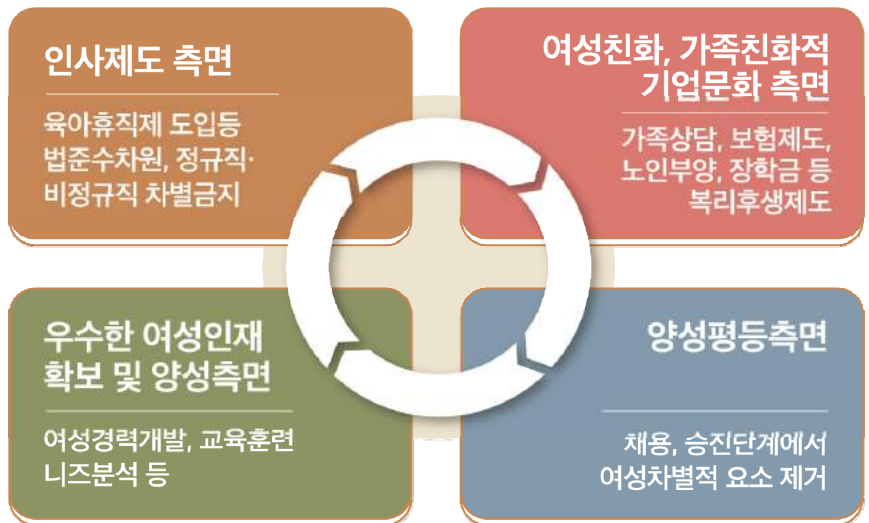 인사제도 측면
육아휴직제 도입등
법준수차원, 정규직·
비정규직 차별금지
여성친화, 가족친화적
기업문화 측면
가족상담, 보험제도,
노인부양, 장학금 등
복리후생제도
우수한 여성인재
확보 및 양성측면
여성경력개발, 교육훈련
니즈분석 등
양성평등측면
채용, 승진단계에서
여성차별적 요소 제거